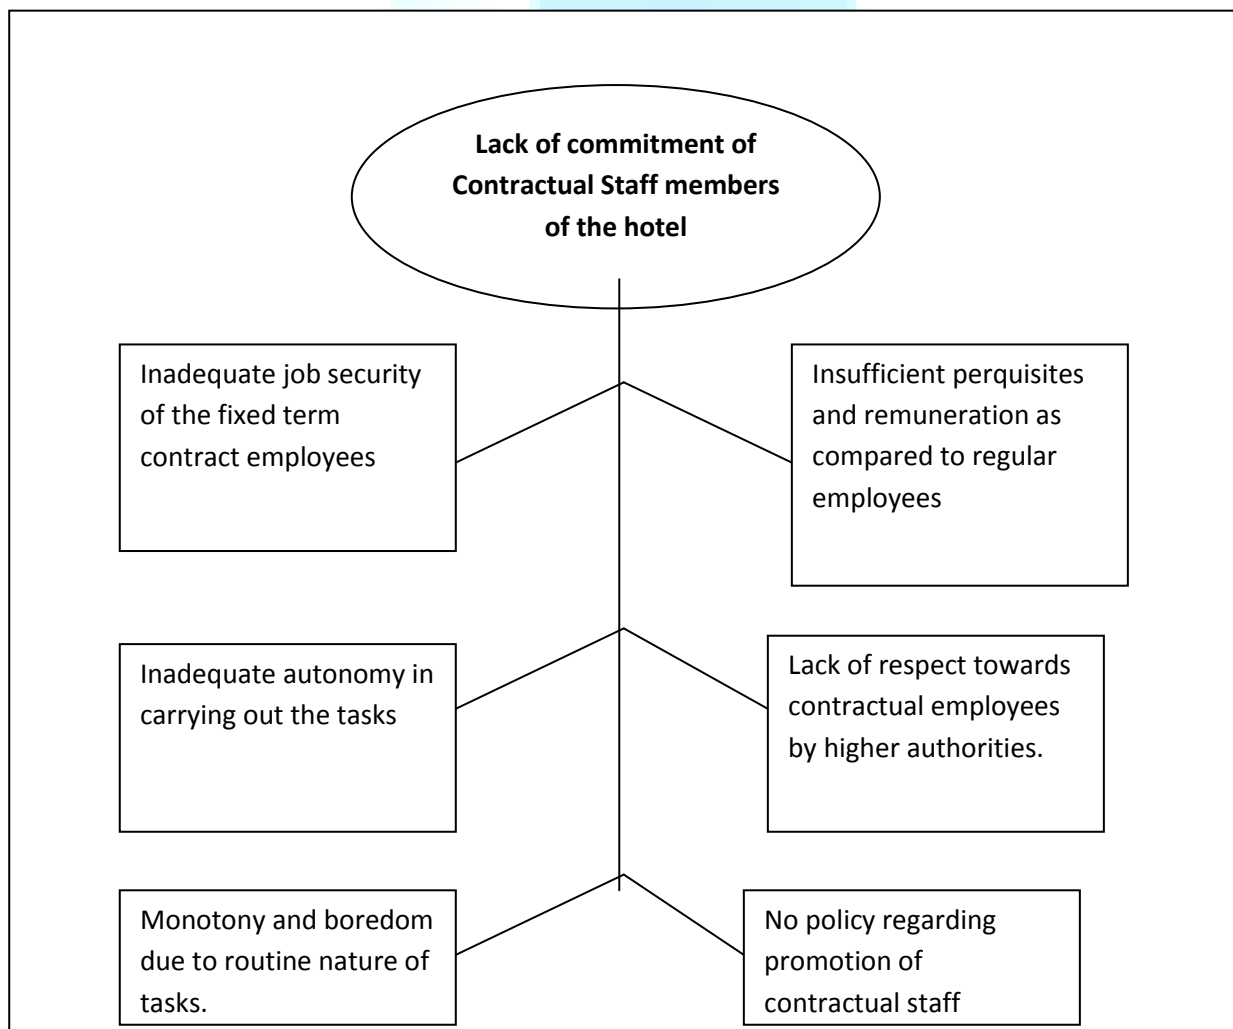 Lack of commitment of
Contractual Staff members
of the hotel
Inadequate job security
of the fixed term
contract employees
Insufficient perquisites
and remuneration as
compared to regular
employees
Inadequate autonomy in
carrying out the tasks
Lack of respect towards
contractual employees
by higher authorities.
Monotony and boredom
due to routine nature of
tasks.
No policy regarding
promotion of
contractual staff